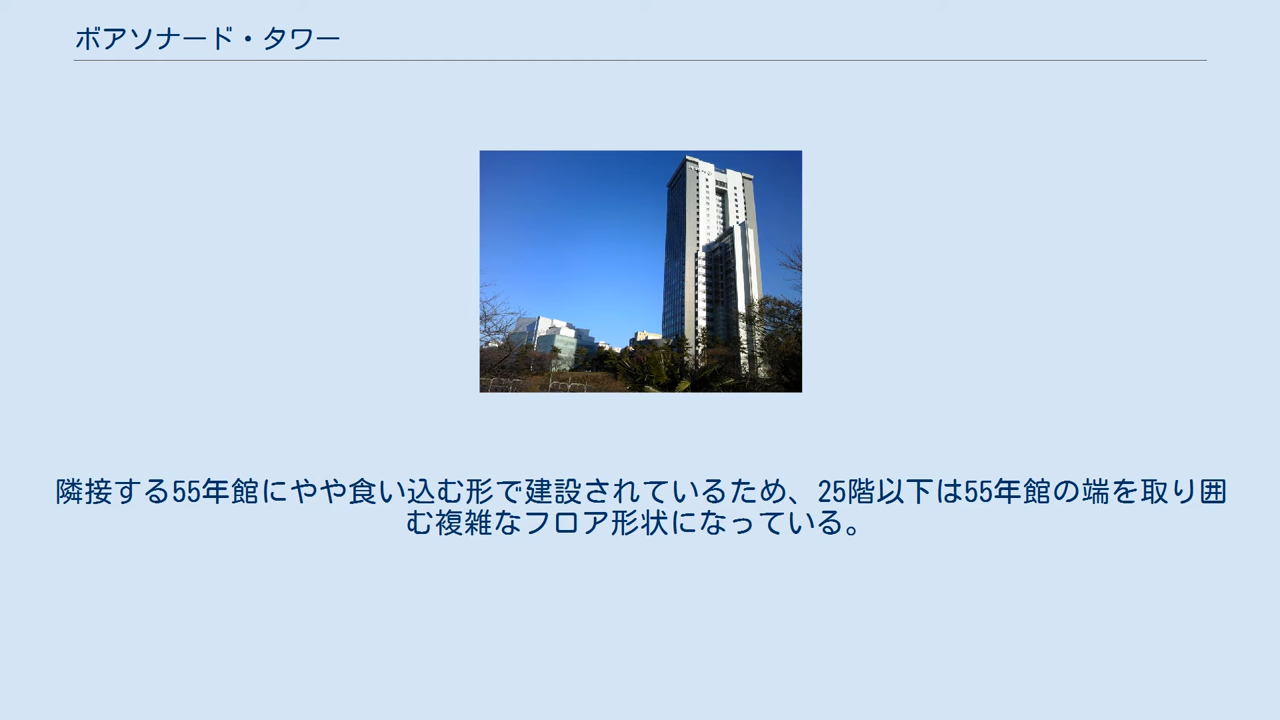 ボアソナード・タワー
隣接する55年館にやや食い込む形で建設されているため、25階以下は55年館の端を取り囲
む複雑なフロア形状になっている。